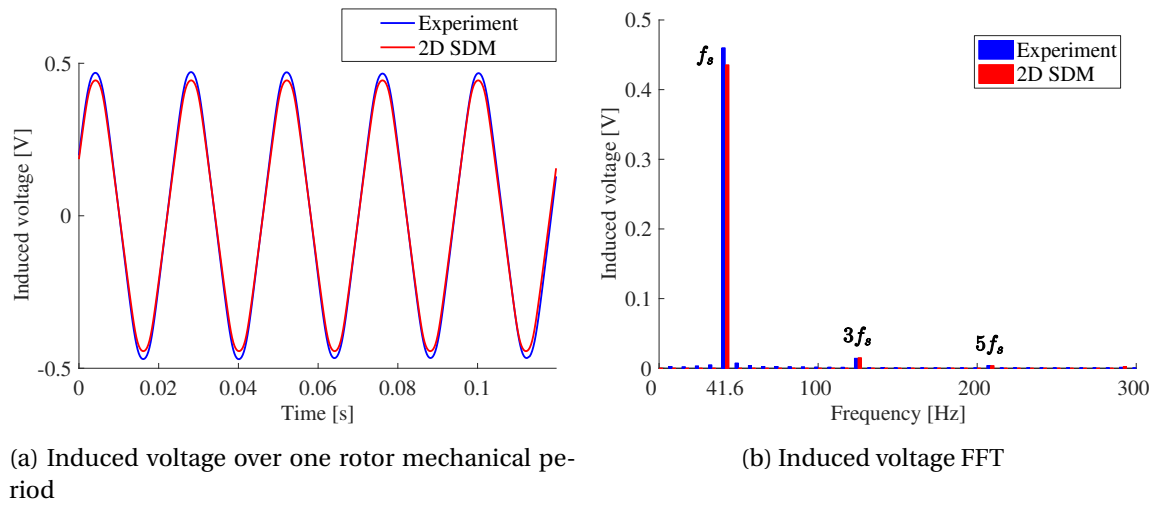 Experiment
2D SDM
0.5
0
-0.5
Induced voltage [V]
0
0.02
0.04
0.06
0.08
0.1
Time [s]
(a) Induced voltage over one rotor mechanical pe-
riod
0.5
0.4
0.3
0.2
0.1
0
Induced voltage [V]
fs
3fs
5fs
Experiment
2D SDM
0
41.6
100
200
300
Frequency [Hz]
(b) Induced voltage FFT